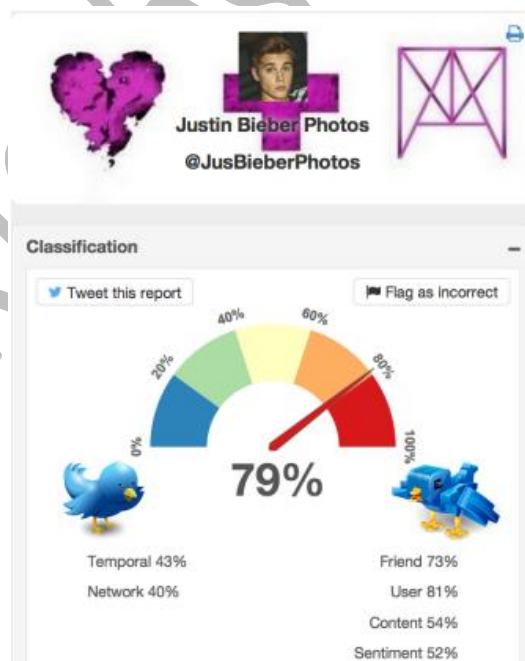 Justin Bieber Photos
@JusBieberPhotos
Classification
Tweet this report
Flag as incorrect
0%
20%
40%
60%
80%
100%
79%
Temporal 43%
Friend 73%
Network 40%
User 81%
Content 54%
Sentiment 52%